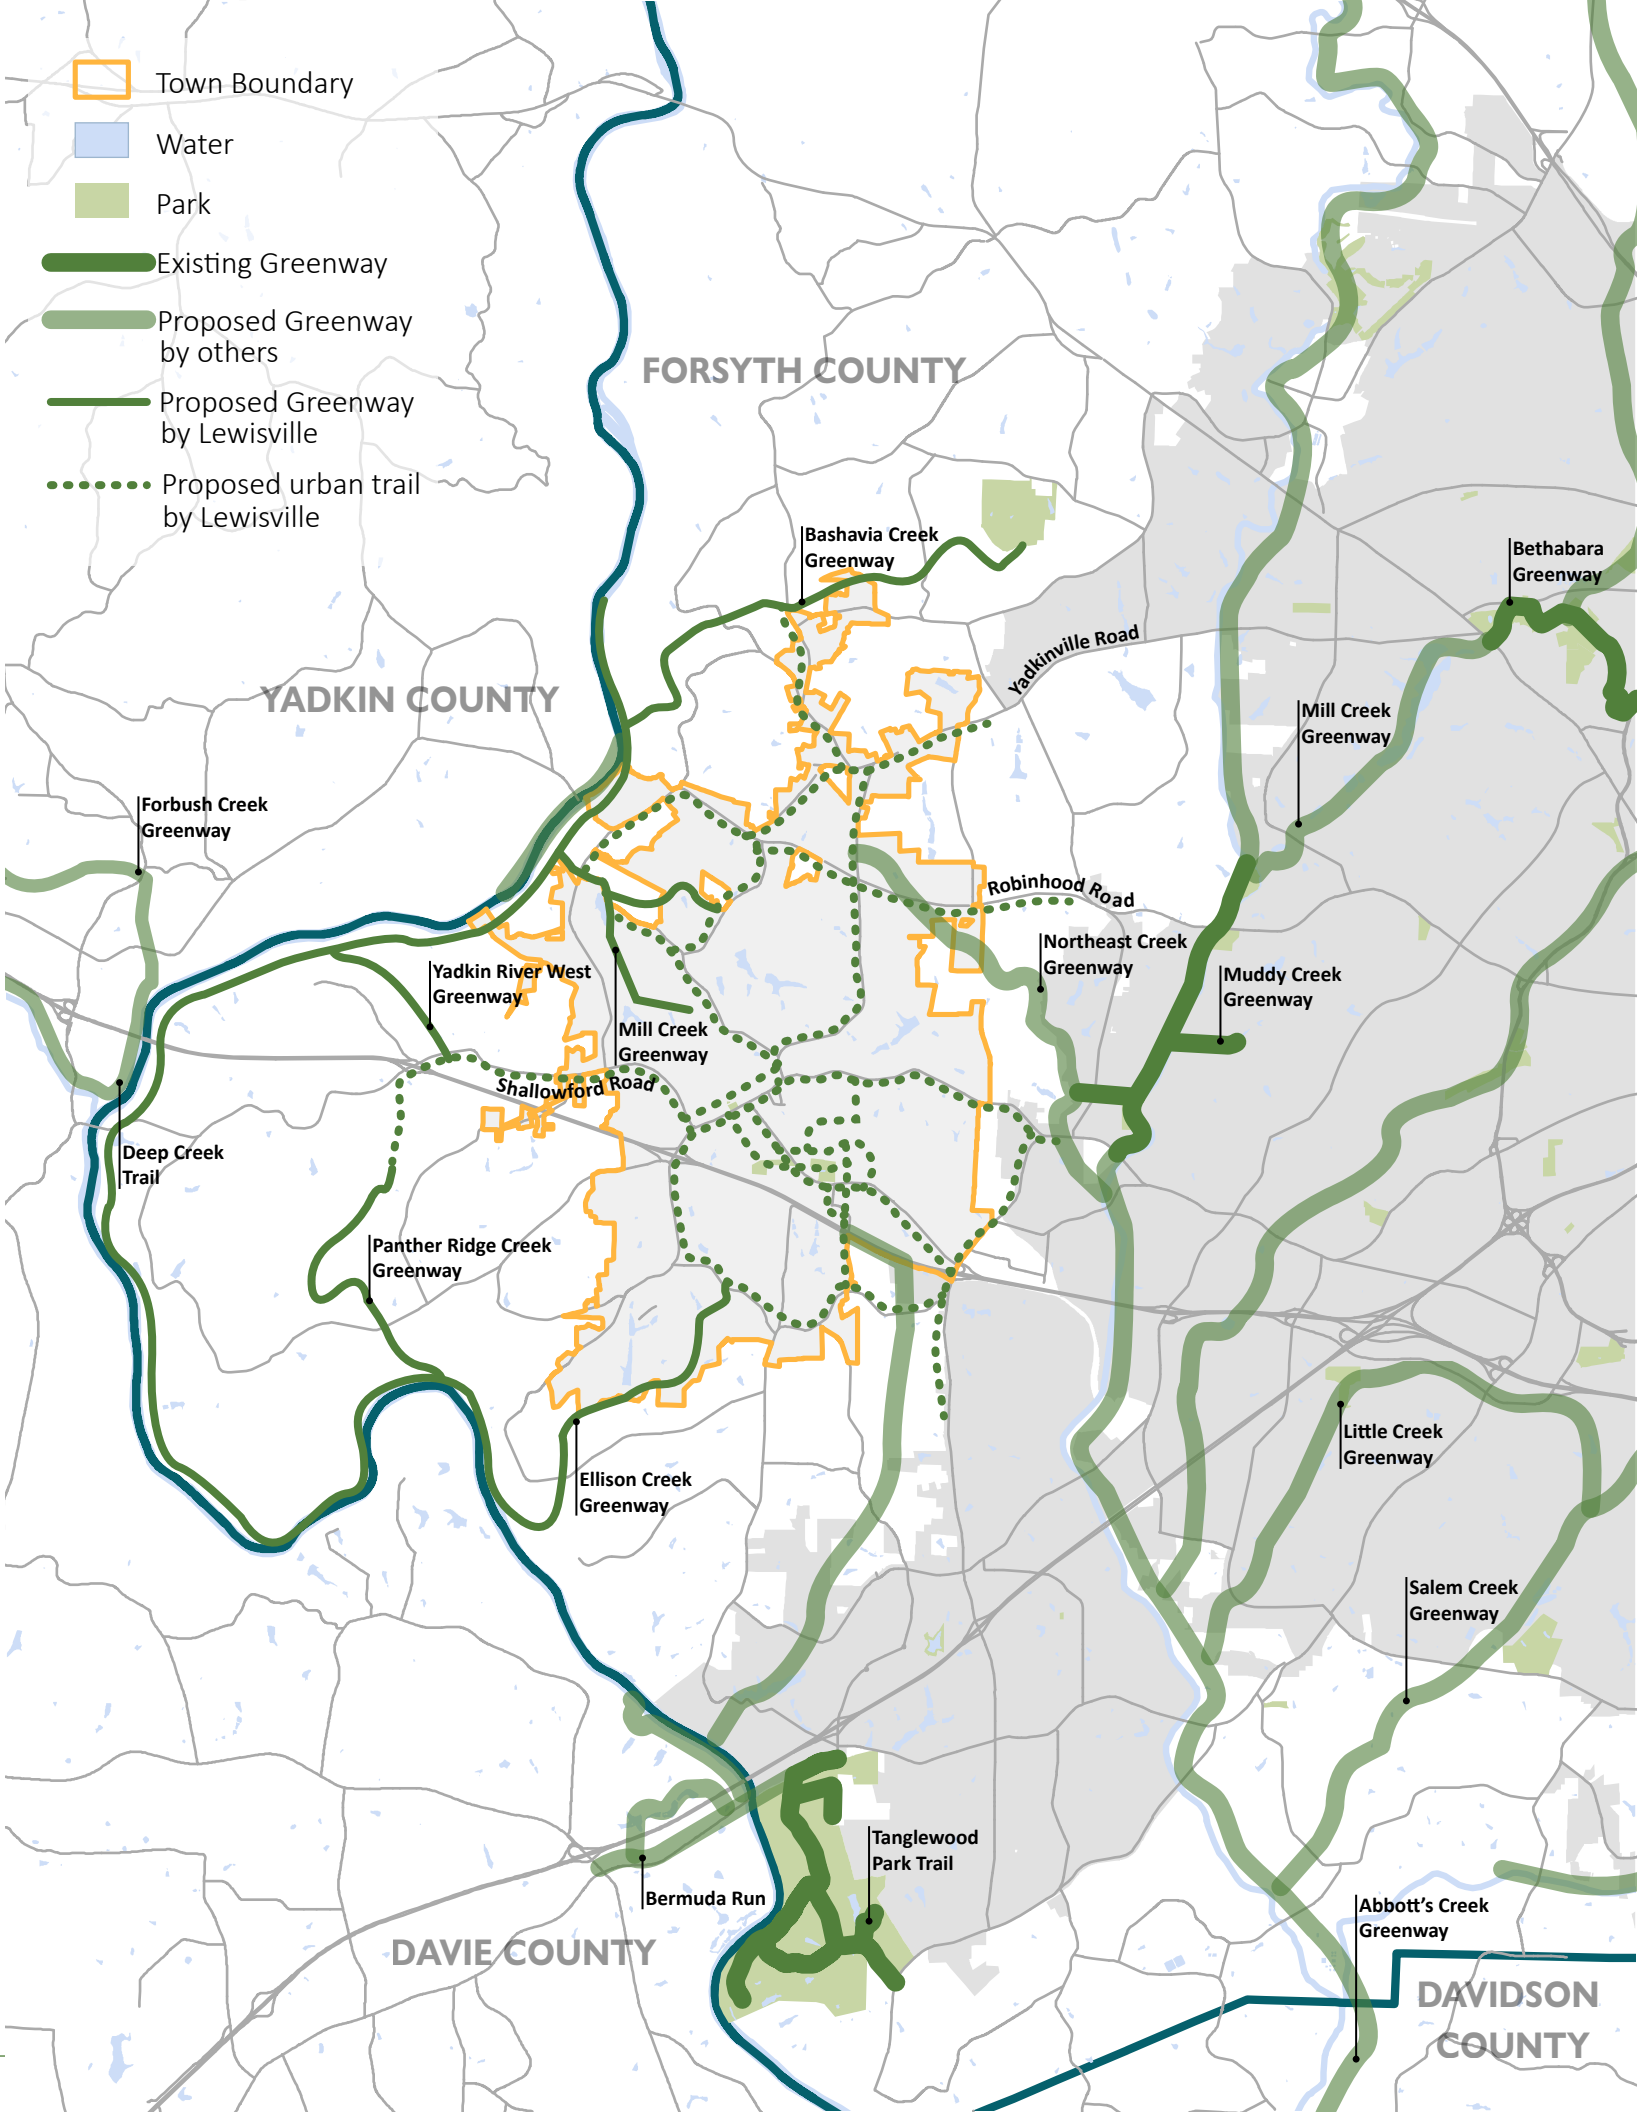 Town Boundary
Water
Park
Existing Greenway
Proposed Greenway
by others
Proposed Greenway
by Lewisville
Proposed urban trail
by Lewisville
FORSYTH COUNTY
Bashavia Creek
Greenway
Bethabara
Greenway
Yadkinville Road
YADKIN COUNTY
Mill Creek
Greenway
Forbush Creek
Greenway
Robinhood Road
Northeast Creek
Greenway
Muddy Creek
Greenway
Yadkin River West
Greenway
Mill Creek
Greenway
Shallowford Road
Deep Creek
Trail
Panther Ridge Creek
Greenway
Little Creek
Greenway
Ellison Creek
Greenway
Salem Creek
Greenway
Tanglewood
Park Trail
Bermuda Run
Abbott's Creek
Greenway
DAVIE COUNTY
DAVIDSON
COUNTY